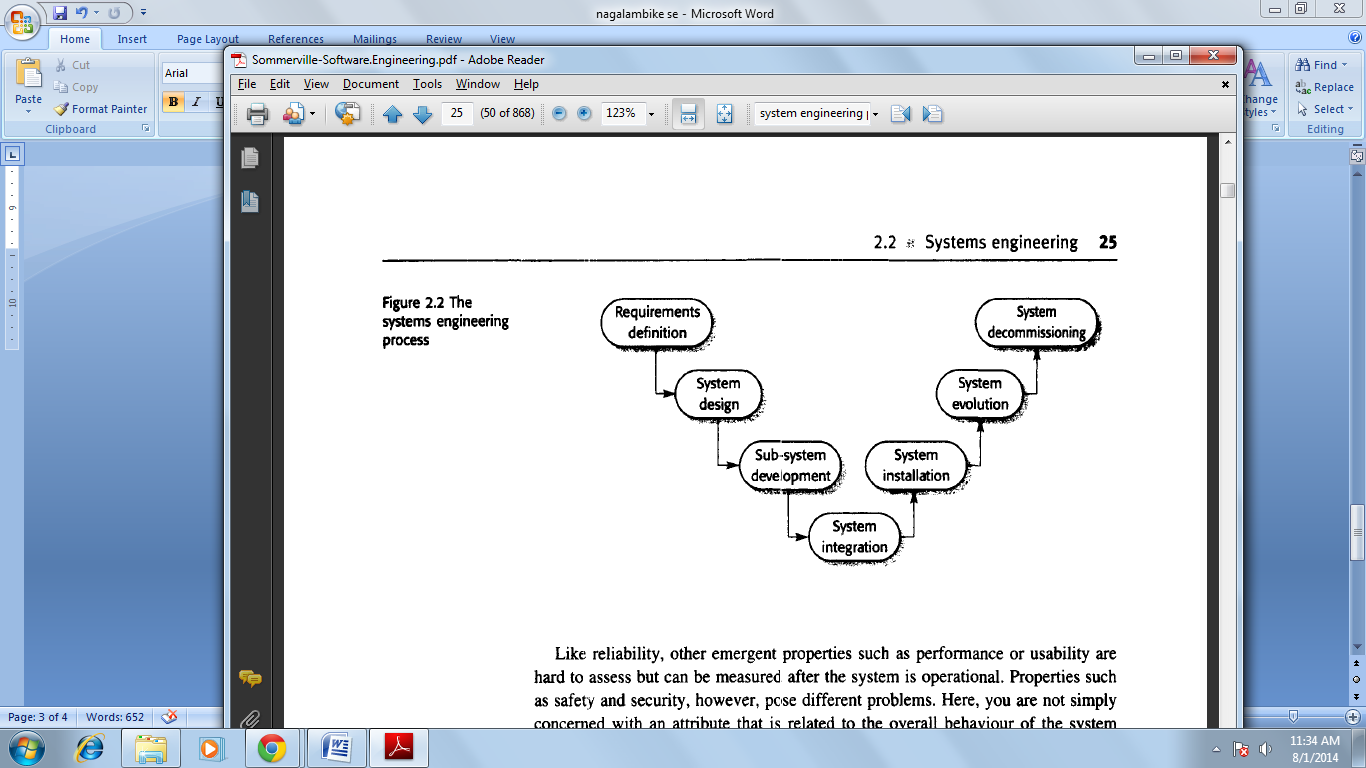 nagalambike se - Microsoft Word
Home Insert Page Layout References Mailings Review View
Paste
Cut
Copy
Format Painter
Clipboard
Arial
B I
Find
Replace
Select
Editing
Sommerville-Software.Engineering.pdf - Adobe Reader
File Edit View Document Tools Window Help
25 (50 of 868) 123% system engineering
2.2 Systems engineering 25
Figure 2.2 The
systems engineering
process
Requirements
definition
System
design
Sub-system
development
System
integration
System
installation
System
evolution
System
decommissioning
Like reliability, other emergent properties such as performance or usability are
hard to assess but can be measured after the system is operational. Properties such
as safety and security, however, pose different problems. Here, you are not simply
concerned with an attribute that is related to the overall behaviour of the system
Page: 3 of 4 Words: 652
11:34 AM
8/1/2014